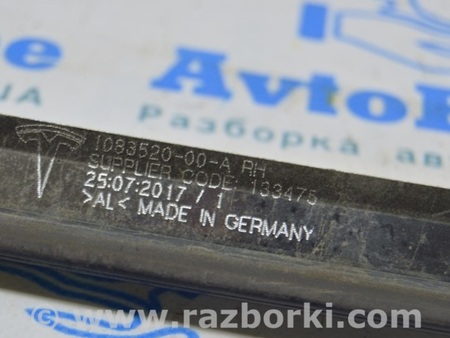 Avto
разборка
1083520-00-A RH
SUPPLIER CODE: 133475
25:07:2017 / 1
>AL< MADE IN GERMANY
www.razborki.com